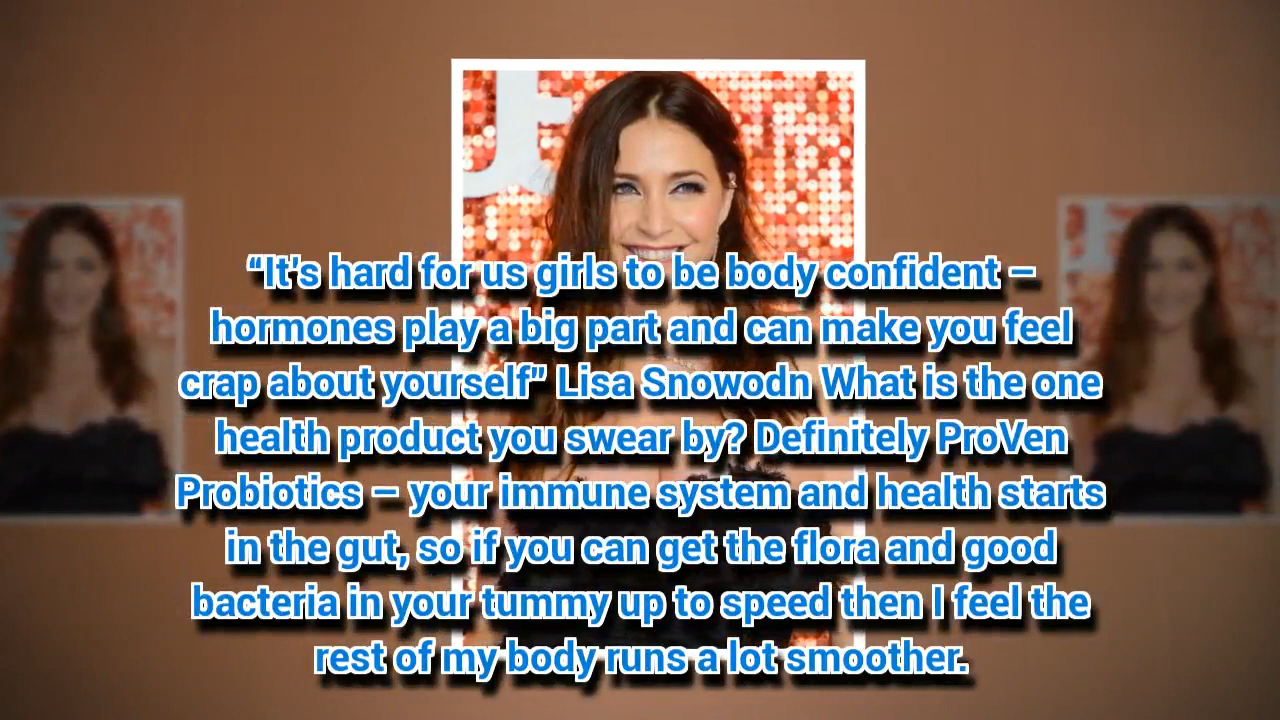 “It’s hard for us girls to be body confident –
hormones play a big part and can make you feel
crap about yourself” Lisa Snowodn What is the one
health product you swear by? Definitely ProVen
Probiotics – your immune system and health starts
in the gut, so if you can get the flora and good
bacteria in your tummy up to speed then I feel the
rest of my body runs a lot smoother.